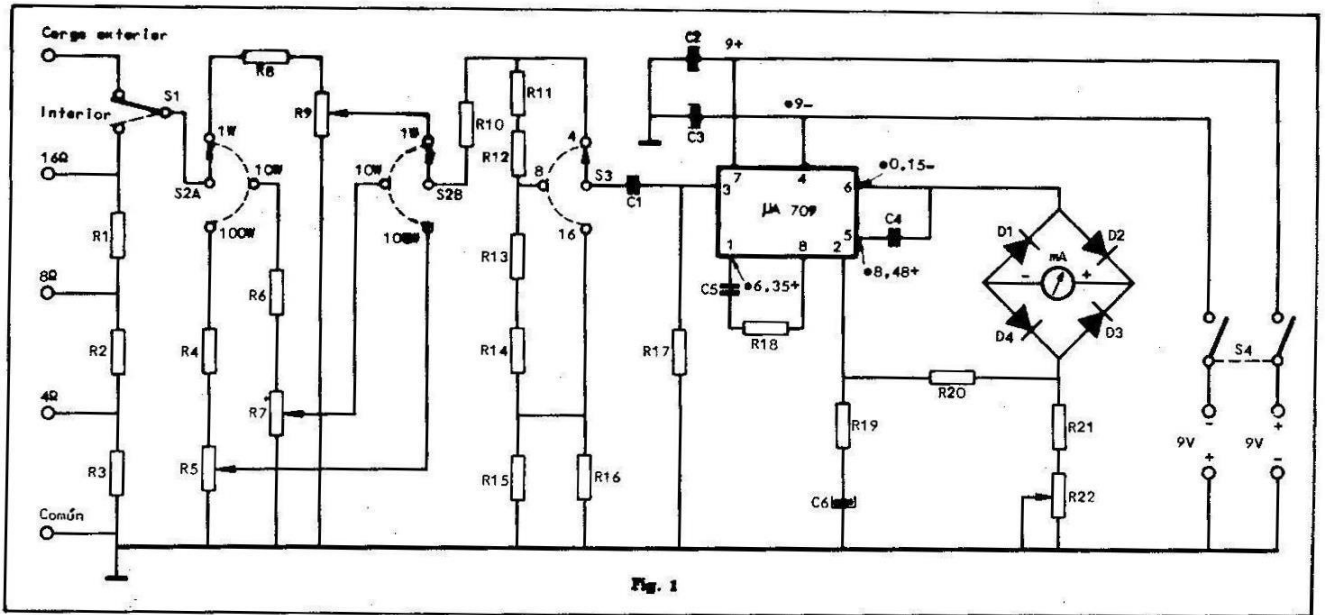 Carga exterior
Interior
16Ω
8Ω
4Ω
Común
S1
R1
R2
R3
1W
10W
100W
S2A
R8
R9
R6
R4
R7
R5
1W
10W
100W
S2B
R10
R11
R12
R13
R14
R15
R16
4
8
16
S3
C1
R17
C2
9+
C3
9-
3
7
4
6
5
2
8
1
µA 709
0,15-
8,48+
6,35+
C4
C5
R18
R19
C6
R20
R21
R22
D1
D2
D3
D4
mA
-
+
S4
-
+
9V
+
-
9V
Fig. 1